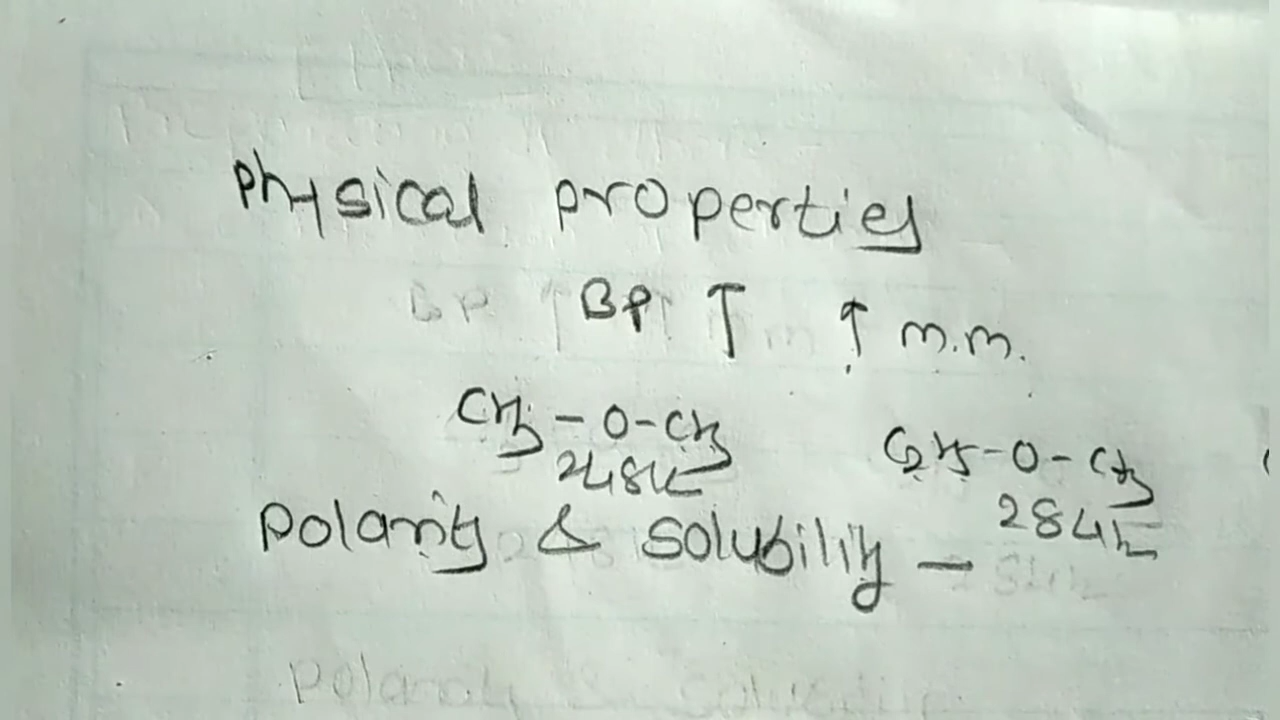 Physical properties
BP ↑ ↑ m.m.
CH3 - O - CH3 C2H5 - O - CH3
248K 284K
Polarity & solubility -